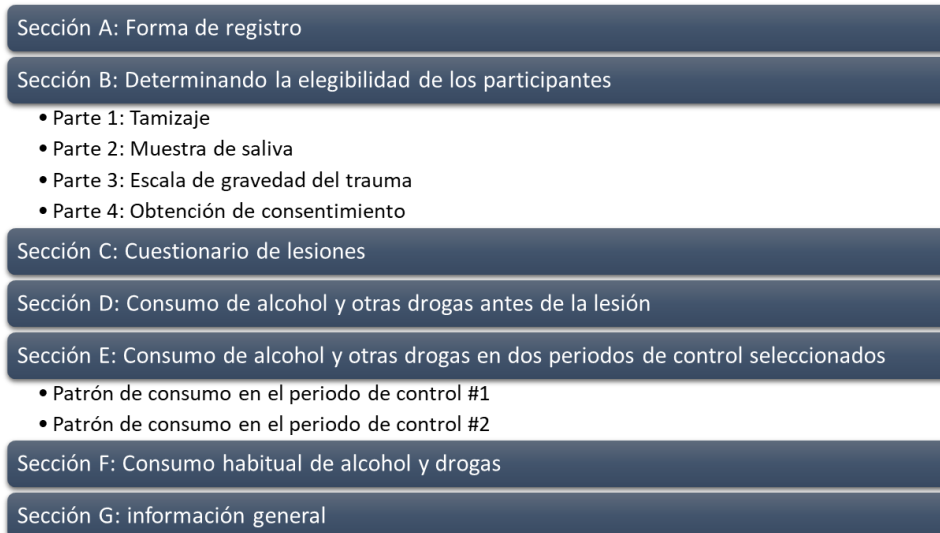 Sección A: Forma de registro
Sección B: Determinando la elegibilidad de los participantes
• Parte 1: Tamizaje
• Parte 2: Muestra de saliva
• Parte 3: Escala de gravedad del trauma
• Parte 4: Obtención de consentimiento
Sección C: Cuestionario de lesiones
Sección D: Consumo de alcohol y otras drogas antes de la lesión
Sección E: Consumo de alcohol y otras drogas en dos periodos de control seleccionados
• Patrón de consumo en el periodo de control #1
• Patrón de consumo en el periodo de control #2
Sección F: Consumo habitual de alcohol y drogas
Sección G: información general